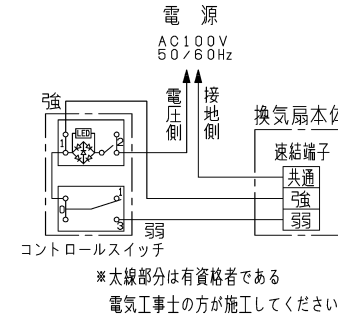 電 源
AC100V
50/60Hz
電圧側
接地側
強
換気扇本体
LED
1
2
速結端子
共通
強
弱
0
1
3
弱
コントロールスイッチ
※太線部分は有資格者である
電気工事士の方が施工してください